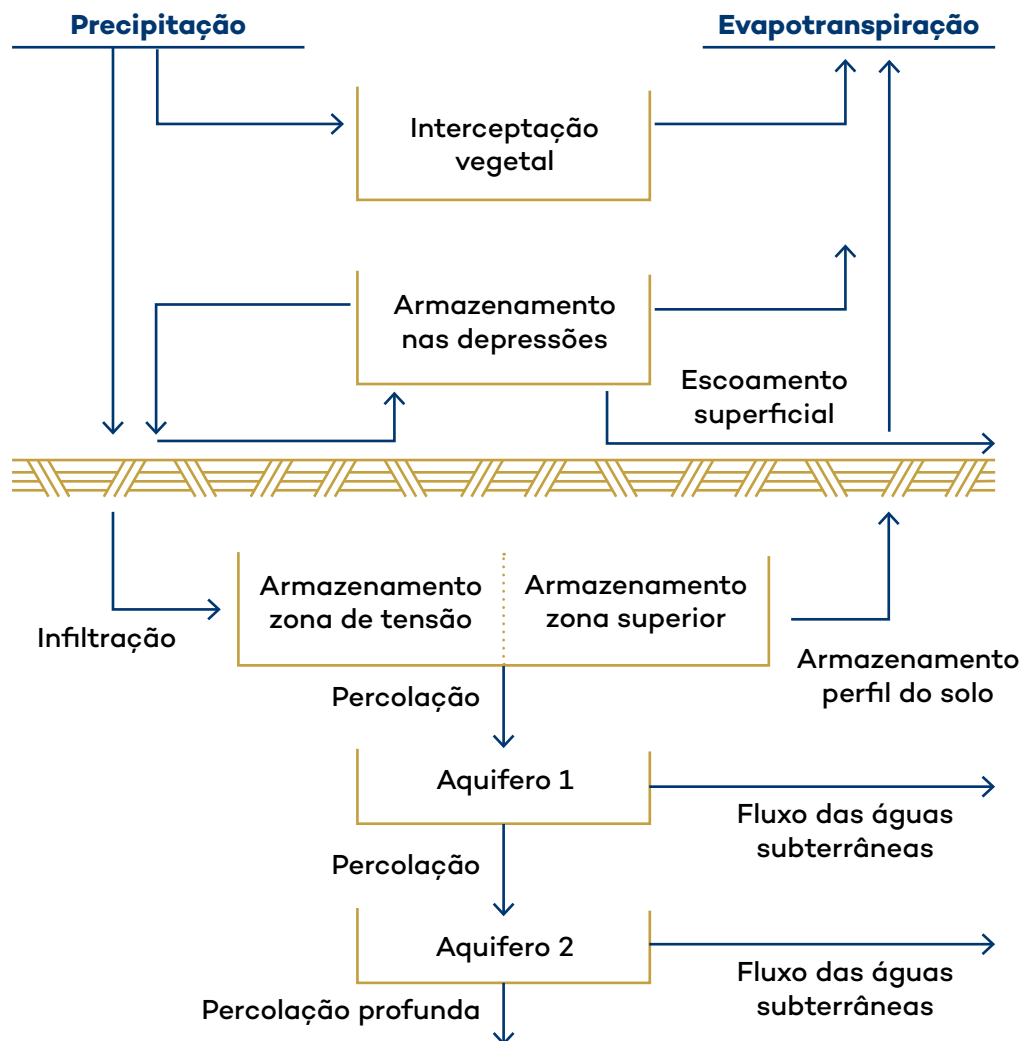 Precipitação
Evapotranspiração
Interceptação
vegetal
Armazenamento
nas depressões
Escoamento
superficial
Armazenamento
zona de tensão
Armazenamento
zona superior
Infiltração
Armazenamento
perfil do solo
Percolação
Aquifero 1
Fluxo das águas
subterrâneas
Percolação
Aquifero 2
Fluxo das águas
subterrâneas
Percolação profunda